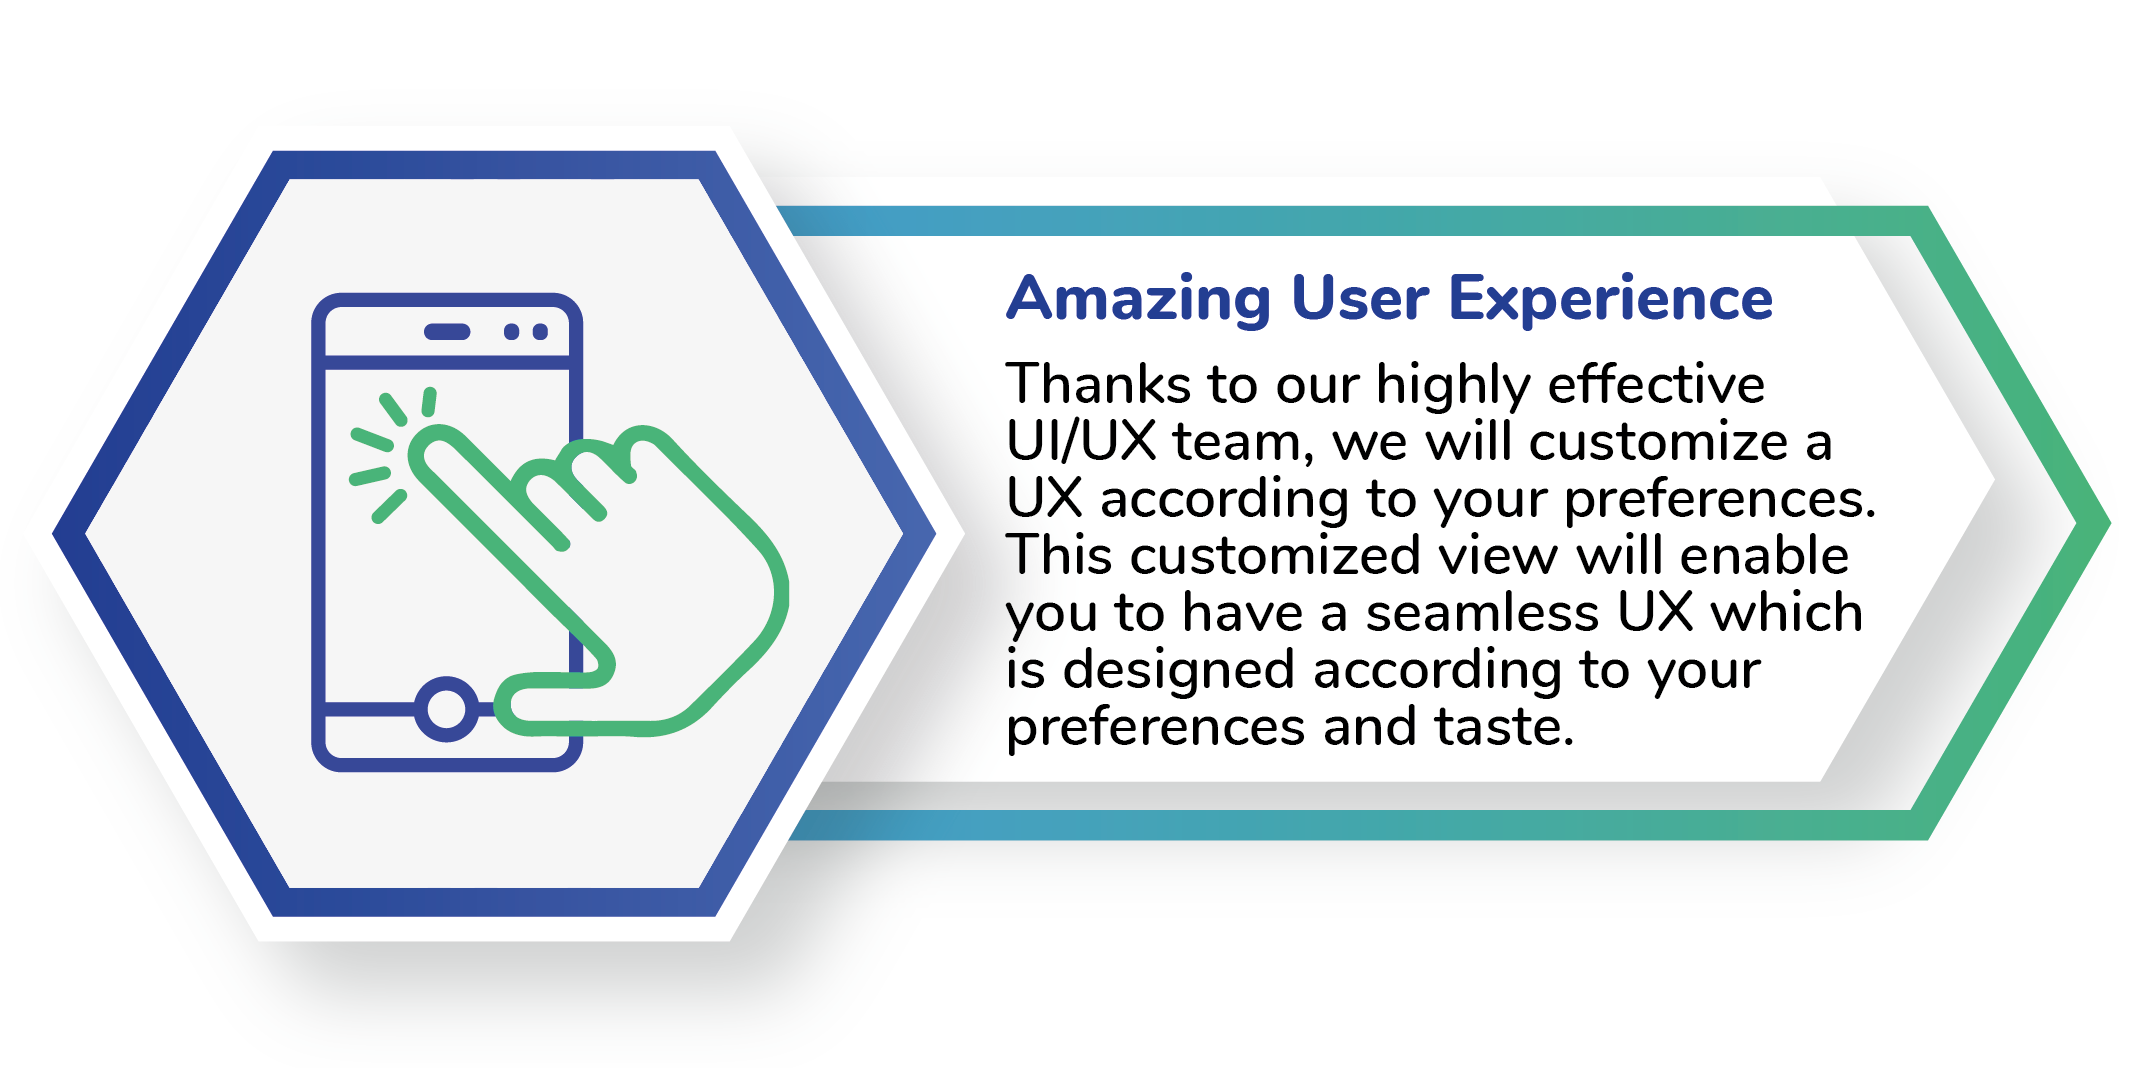 Amazing User Experience
Thanks to our highly effective
UI/UX team, we will customize a
UX according to your preferences.
This customized view will enable
you to have a seamless UX which
is designed according to your
preferences and taste.